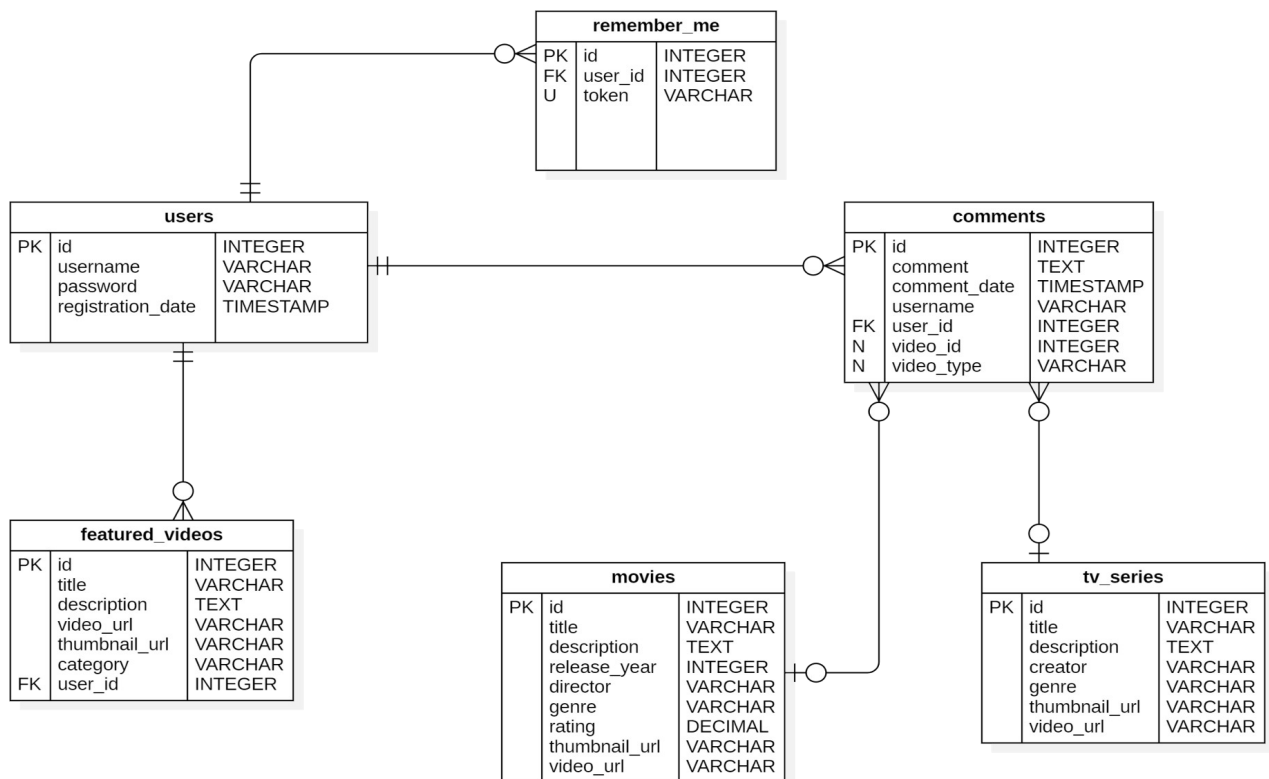 remember_me
PK id INTEGER
FK user_id INTEGER
U token VARCHAR
users
PK id INTEGER
username VARCHAR
password VARCHAR
registration_date TIMESTAMP
comments
PK id INTEGER
comment TEXT
comment_date TIMESTAMP
username VARCHAR
FK user_id INTEGER
N video_id INTEGER
N video_type VARCHAR
featured_videos
PK id INTEGER
title VARCHAR
description TEXT
video_url VARCHAR
thumbnail_url VARCHAR
category VARCHAR
FK user_id INTEGER
movies
PK id INTEGER
title VARCHAR
description TEXT
release_year INTEGER
director VARCHAR
genre VARCHAR
rating DECIMAL
thumbnail_url VARCHAR
video_url VARCHAR
tv_series
PK id INTEGER
title VARCHAR
description TEXT
creator VARCHAR
genre VARCHAR
thumbnail_url VARCHAR
video_url VARCHAR